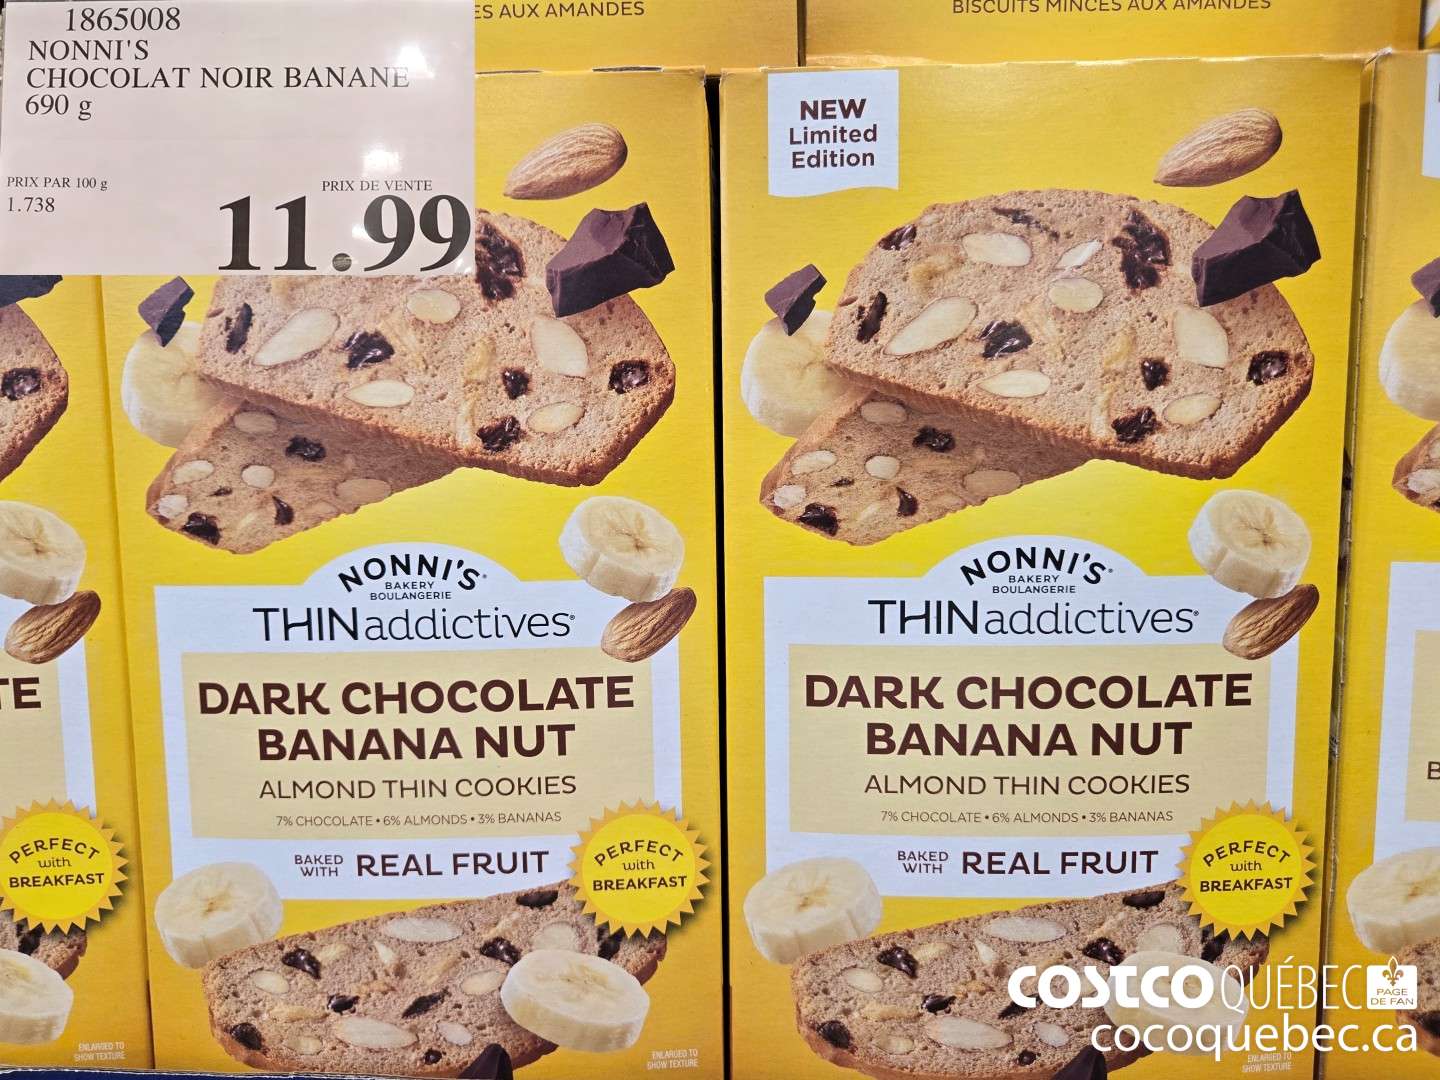 ES AUX AMANDES
BISCUITS MINCES AUX AMANDES
1865008
NONNI'S
CHOCOLAT NOIR BANANE
690 g
PRIX PAR 100 g
1.738
PRIX DE VENTE
11.99
NEW
Limited
Edition
NONNI'S
BAKERY
BOULANGERIE
THINaddictives®
DARK CHOCOLATE
BANANA NUT
ALMOND THIN COOKIES
7% CHOCOLATE • 6% ALMONDS • 3% BANANAS
BAKED
WITH
REAL FRUIT
PERFECT
with
BREAKFAST
ENLARGED TO
SHOW TEXTURE
NONNI'S
BAKERY
BOULANGERIE
THINaddictives®
DARK CHOCOLATE
BANANA NUT
ALMOND THIN COOKIES
7% CHOCOLATE • 6% ALMONDS • 3% BANANAS
BAKED
WITH
REAL FRUIT
PERFECT
with
BREAKFAST
ENLARGED TO
SHOW TEXTURE
TE
PERFECT
with
BREAKFAST
ENLARGED TO
SHOW TEXTURE
B
COSTCO QUÉBEC
PAGE
DE FAN
cocoquebec.ca